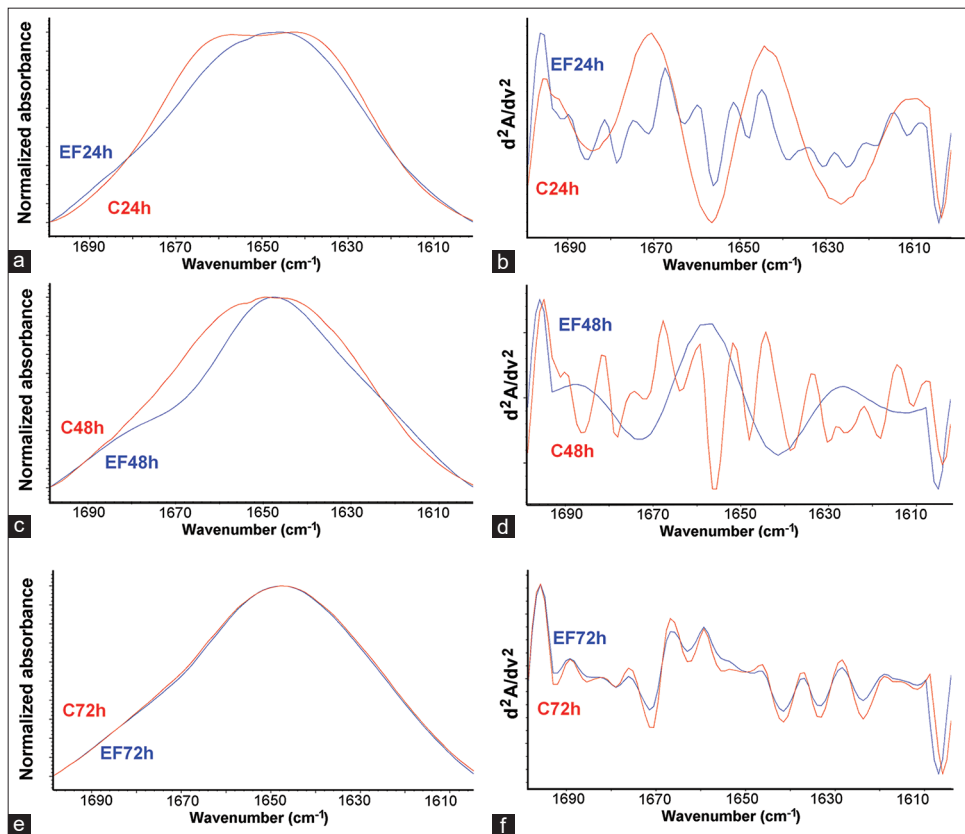 Normalized absorbance
EF24h
C24h
1690 1670 1650 1630 1610
Wavenumber (cm⁻¹)
a
d²A/dv²
EF24h
C24h
1690 1670 1650 1630 1610
Wavenumber (cm⁻¹)
b
Normalized absorbance
C48h
EF48h
1690 1670 1650 1630 1610
Wavenumber (cm⁻¹)
c
d²A/dv²
EF48h
C48h
1690 1670 1650 1630 1610
Wavenumber (cm⁻¹)
d
Normalized absorbance
C72h
EF72h
1690 1670 1650 1630 1610
Wavenumber (cm⁻¹)
e
d²A/dv²
EF72h
C72h
1690 1670 1650 1630 1610
Wavenumber (cm⁻¹)
f